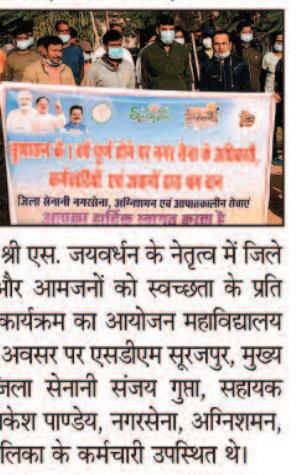 सुशासन के 1 वर्ष पूर्ण होने पर नगर सेना के अधिकारी,
कर्मचारियों एवं जवानों द्वारा श्रम दान
जिला सेनानी नगरसेना, अग्निशमन एवं आपातकालीन सेवाएं
आपका हार्दिक स्वागत करता है
श्री एस. जयवर्धन के नेतृत्व में जिले
और आमजनों को स्वच्छता के प्रति
कार्यक्रम का आयोजन महाविद्यालय
अवसर पर एसडीएम सूरजपुर, मुख्य
जला सेनानी संजय गुप्ता, सहायक
केश पाण्डेय, नगरसेना, अग्निशमन,
लिका के कर्मचारी उपस्थित थे।